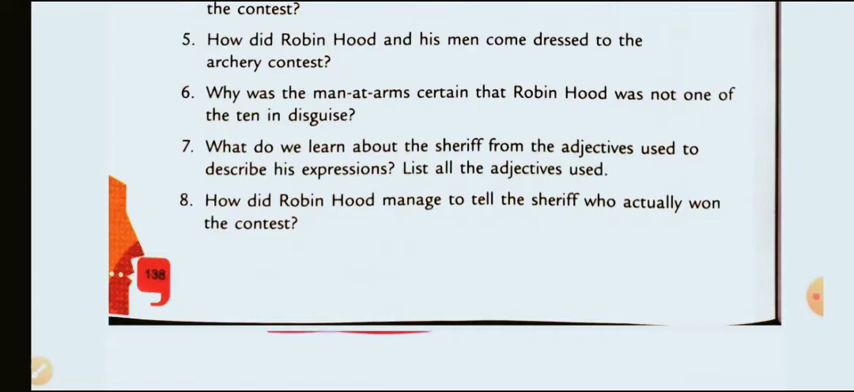 the contest?
5. How did Robin Hood and his men come dressed to the
archery contest?
6. Why was the man-at-arms certain that Robin Hood was not one of
the ten in disguise?
7. What do we learn about the sheriff from the adjectives used to
describe his expressions? List all the adjectives used.
8. How did Robin Hood manage to tell the sheriff who actually won
the contest?
138